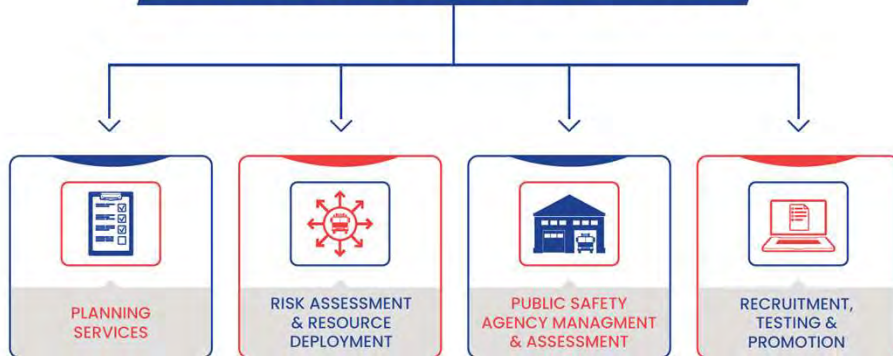 PLANNING
SERVICES
RISK ASSESSMENT
& RESOURCE
DEPLOYMENT
PUBLIC SAFETY
AGENCY MANAGMENT
& ASSESSMENT
RECRUITMENT,
TESTING &
PROMOTION